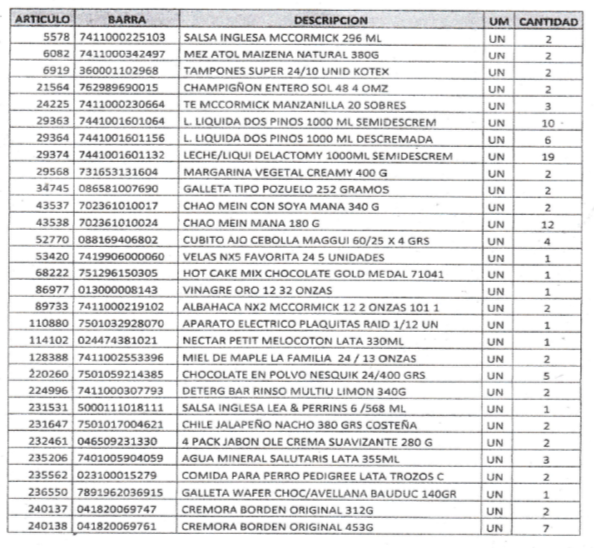 ARTICULO BARRA DESCRIPCION UM CANTIDAD
5578 7411000225103 SALSA INGLESA MCCORMICK 296 ML UN 2
6082 7411000342497 MEZ ATOL MAIZENA NATURAL 380G UN 2
6919 360001102968 TAMPONES SUPER 24/10 UNID KOTEX UN 2
21564 762989690015 CHAMPIGÑON ENTERO SOL 48 4 OMZ UN 2
24225 7411000230664 TE MCCORMICK MANZANILLA 20 SOBRES UN 3
29363 7441001601064 L. LIQUIDA DOS PINOS 1000 ML SEMIDESCREM UN 10
29364 7441001601156 L. LIQUIDA DOS PINOS 1000 ML DESCREMADA UN 6
29374 7441001601132 LECHE/LIQUI DELACTOMY 1000ML SEMIDESCREM UN 19
29568 731653131604 MARGARINA VEGETAL CREAMY 400 G UN 2
34745 086581007690 GALLETA TIPO POZUELO 252 GRAMOS UN 2
43537 702361010017 CHAO MEIN CON SOYA MANA 340 G UN 2
43538 702361010024 CHAO MEIN MANA 180 G UN 12
52770 088169406802 CUBITO AJO CEBOLLA MAGGUI 60/25 X 4 GRS UN 4
53420 7419906000060 VELAS NX5 FAVORITA 24 5 UNIDADES UN 1
68222 751296150305 HOT CAKE MIX CHOCOLATE GOLD MEDAL 71041 UN 1
86977 013000008143 VINAGRE ORO 12 32 ONZAS UN 1
89733 7411000219102 ALBAHACA NX2 MCCORMICK 12 2 ONZAS 101 1 UN 2
110880 7501032928070 APARATO ELECTRICO PLAQUITAS RAID 1/12 UN UN 1
114102 024474381021 NECTAR PETIT MELOCOTON LATA 330ML UN 1
128388 7411002553396 MIEL DE MAPLE LA FAMILIA 24 / 13 ONZAS UN 2
220260 7501059214385 CHOCOLATE EN POLVO NESQUIK 24/400 GRS UN 5
224996 7411000307793 DETERG BAR RINSO MULTIU LIMON 340G UN 2
231531 5000111018111 SALSA INGLESA LEA & PERRINS 6 /568 ML UN 1
231647 7501017004621 CHILE JALAPEÑO NACHO 380 GRS COSTEÑA UN 2
232461 046509231330 4 PACK JABON OLE CREMA SUAVIZANTE 280 G UN 2
235206 7401005904059 AGUA MINERAL SALUTARIS LATA 355ML UN 3
235562 023100015279 COMIDA PARA PERRO PEDIGREE LATA TROZOS C UN 2
236550 7891962036915 GALLETA WAFER CHOC/AVELLANA BAUDUC 140GR UN 1
240137 041820069747 CREMORA BORDEN ORIGINAL 312G UN 2
240138 041820069761 CREMORA BORDEN ORIGINAL 453G UN 7